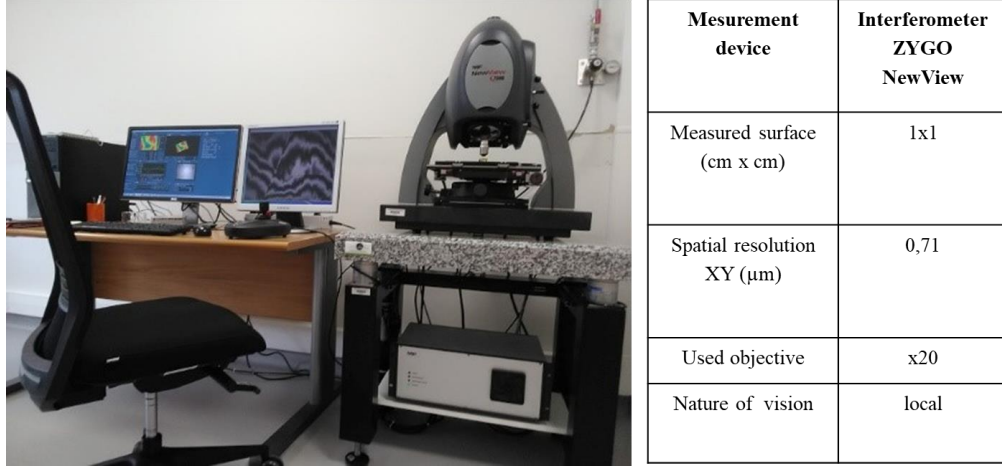 Mesurement
device
Interferometer
ZYGO
NewView
Measured surface
(cm x cm)
1x1
Spatial resolution
XY (µm)
0,71
Used objective
x20
Nature of vision
local